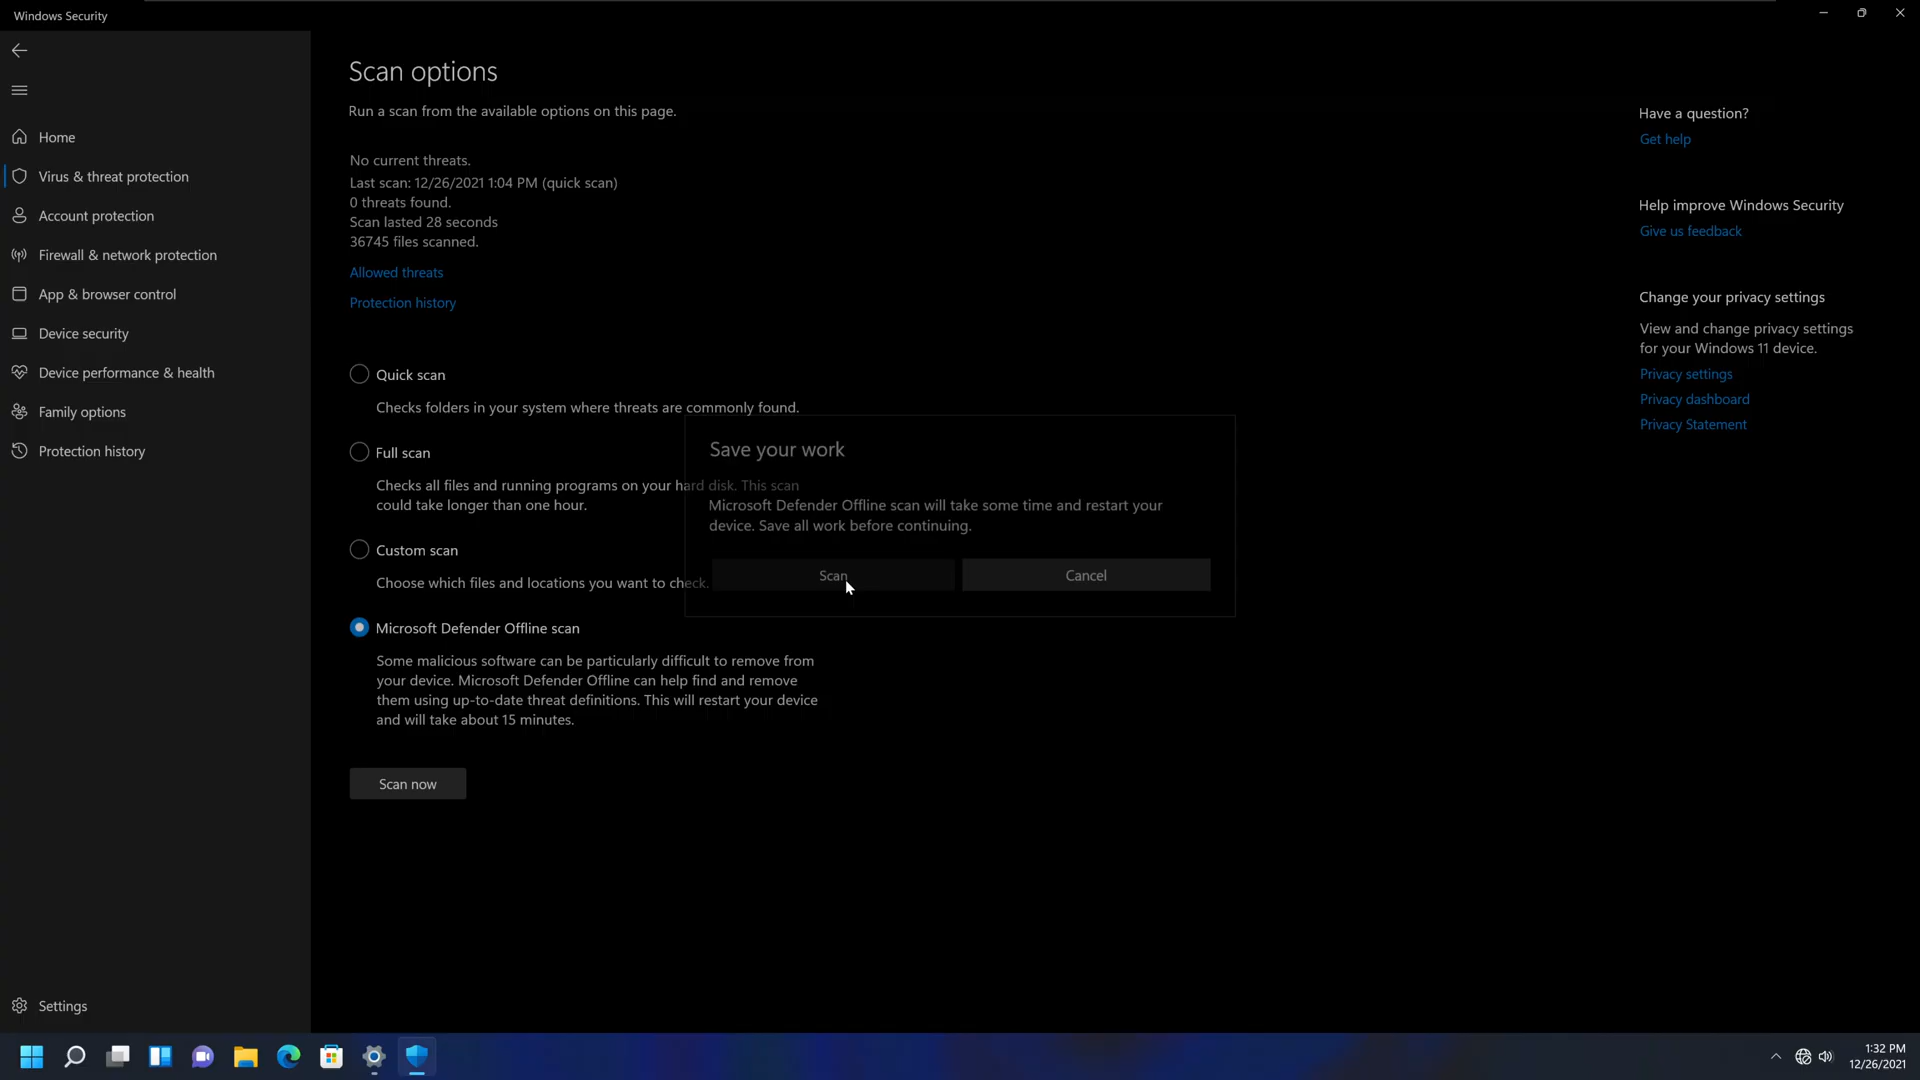 Windows Security
Home
Virus & threat protection
Account protection
Firewall & network protection
App & browser control
Device security
Device performance & health
Family options
Protection history
Settings
Scan options
Run a scan from the available options on this page.
No current threats.
Last scan: 12/26/2021 1:04 PM (quick scan)
0 threats found.
Scan lasted 28 seconds
36745 files scanned.
Allowed threats
Protection history
Quick scan
Checks folders in your system where threats are commonly found.
Full scan
Checks all files and running programs on your hard disk. This scan
could take longer than one hour.
Custom scan
Choose which files and locations you want to check.
Microsoft Defender Offline scan
Some malicious software can be particularly difficult to remove from
your device. Microsoft Defender Offline can help find and remove
them using up-to-date threat definitions. This will restart your device
and will take about 15 minutes.
Scan now
Save your work
Microsoft Defender Offline scan will take some time and restart your
device. Save all work before continuing.
Scan
Cancel
Have a question?
Get help
Help improve Windows Security
Give us feedback
Change your privacy settings
View and change privacy settings
for your Windows 11 device.
Privacy settings
Privacy dashboard
Privacy Statement
1:32 PM
12/26/2021